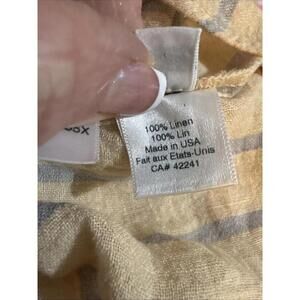 100% Linen
100% Lin
Made in USA
Fait aux Etats-Unis
CA# 42241